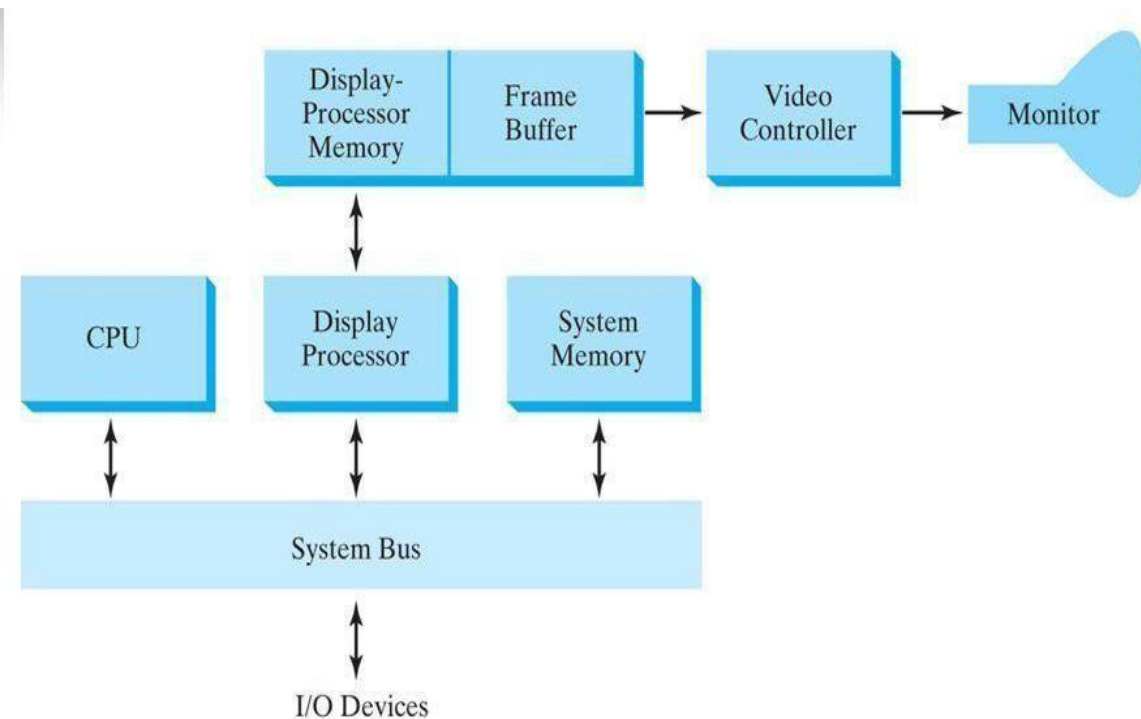 Display-
Processor
Memory
Frame
Buffer
Video
Controller
Monitor
CPU
Display
Processor
System
Memory
System Bus
I/O Devices